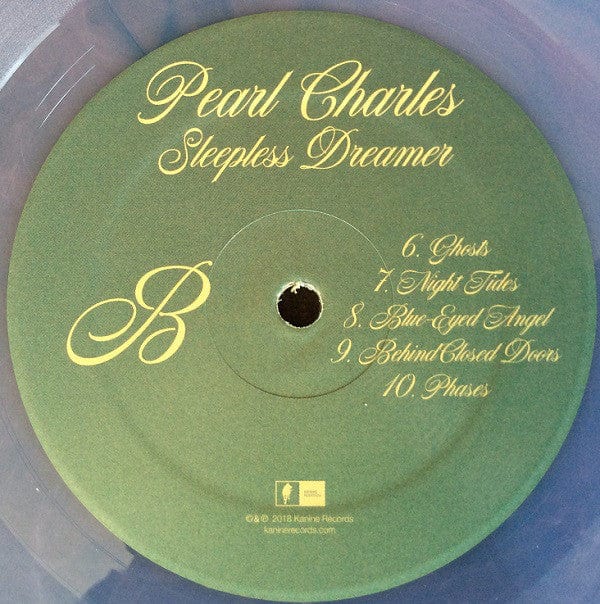 Pearl Charles
Sleepless Dreamer
B
6. Ghosts
7. Night Tides
8. Blue-Eyed Angel
9. Behind Closed Doors
10. Phases
© & ℗ 2018 Kanine Records
kaninerecords.com